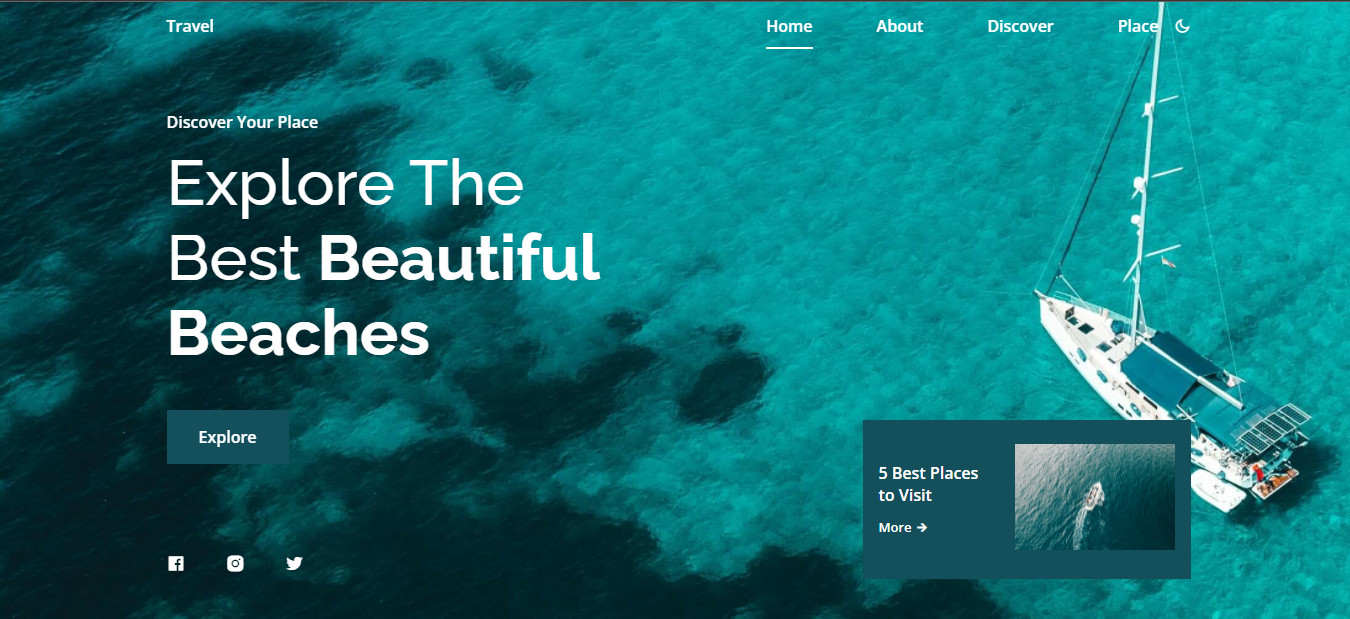 Travel
Home
About
Discover
Place
Discover Your Place
Explore The
Best Beautiful
Beaches
Explore
5 Best Places
to Visit
More